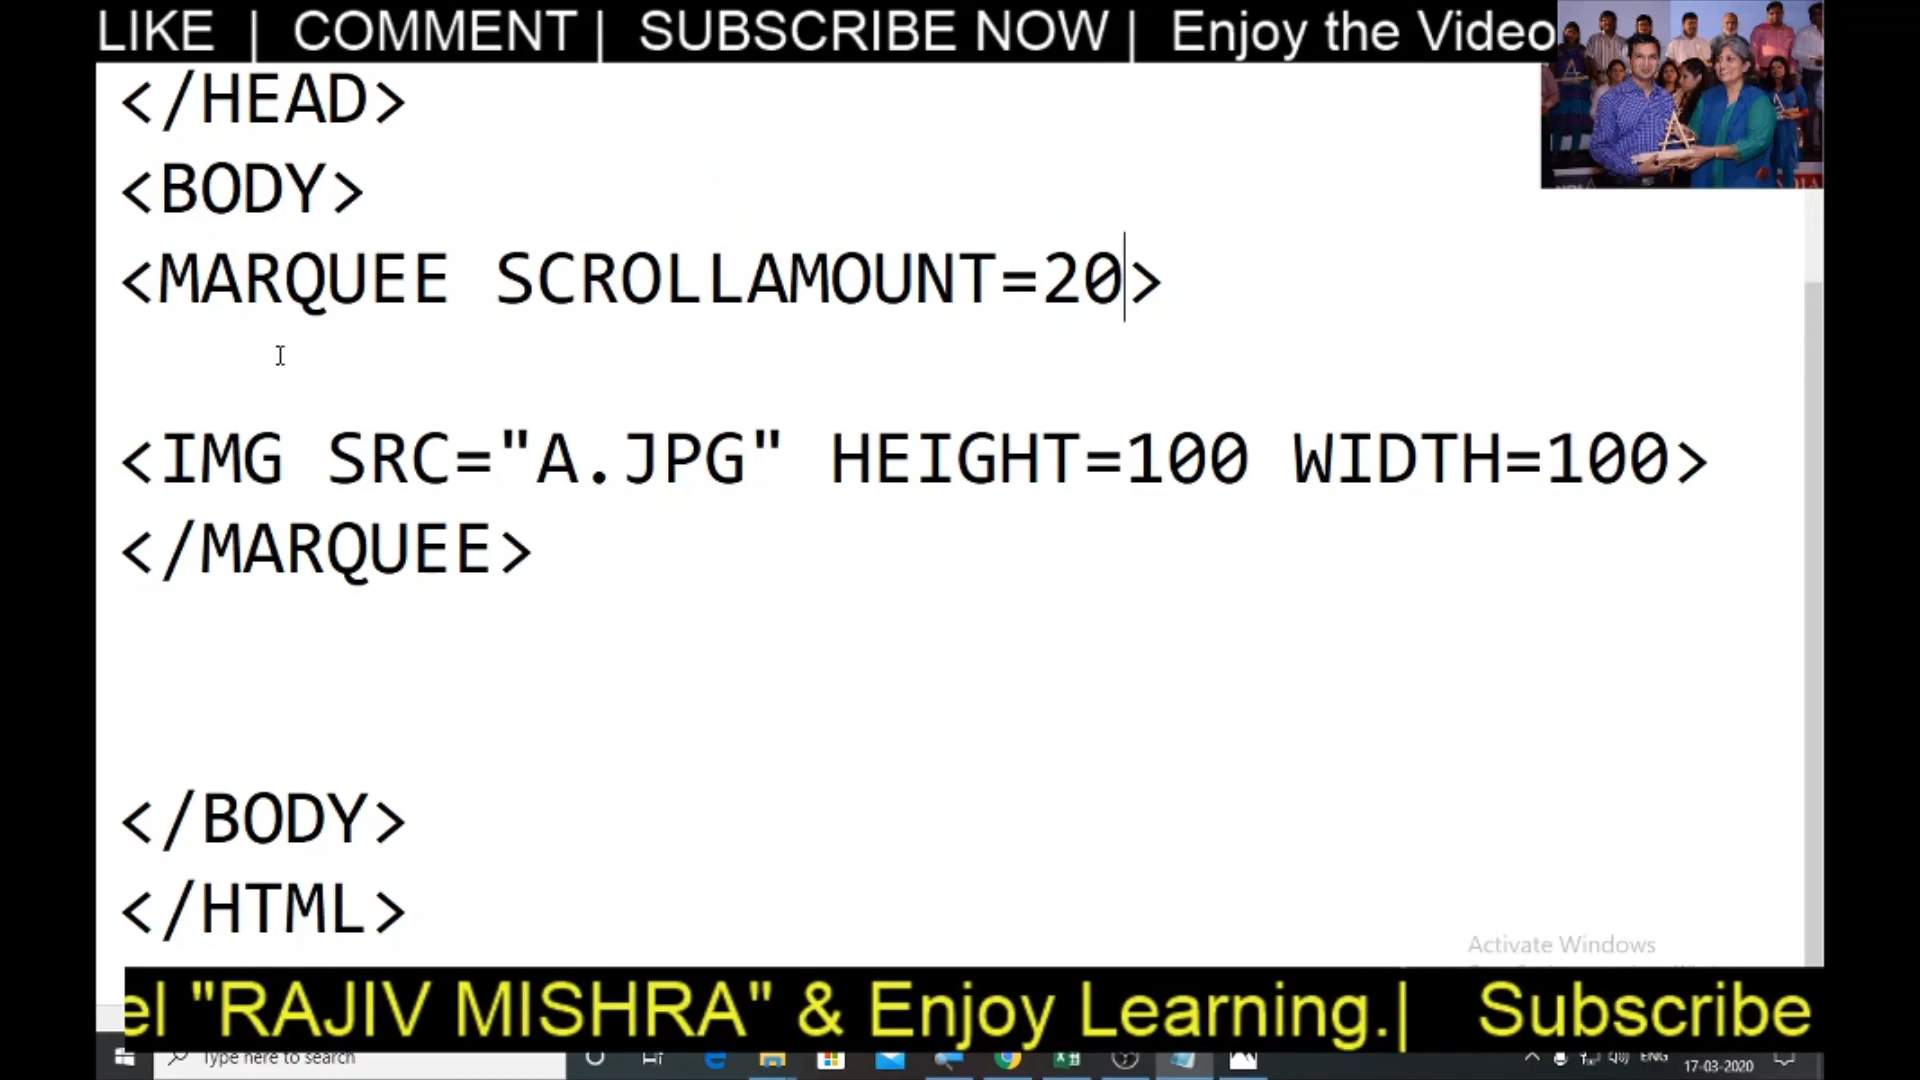 LIKE | COMMENT | SUBSCRIBE NOW | Enjoy the Video
</HEAD>
<BODY>
<MARQUEE SCROLLAMOUNT=20>
<IMG SRC="A.JPG" HEIGHT=100 WIDTH=100>
</MARQUEE>
</BODY>
</HTML>
Activate Windows
el "RAJIV MISHRA" & Enjoy Learning.| Subscribe
Type here to search
ENG
17-03-2020